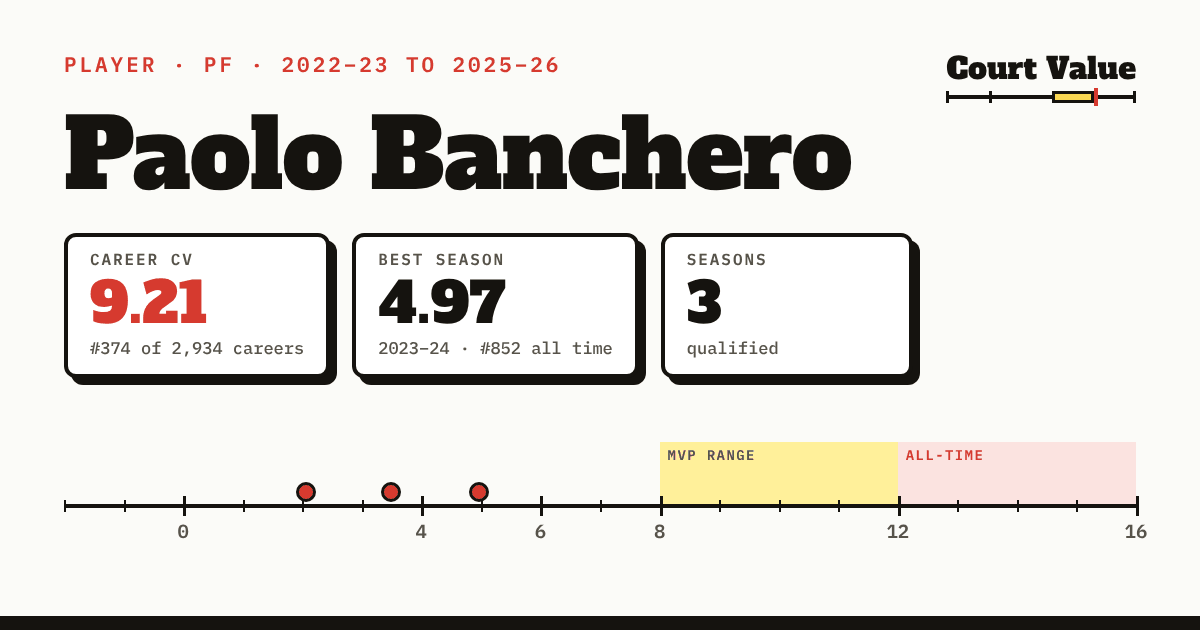 PLAYER · PF · 2022–23 TO 2025–26
Court Value
Paolo Banchero
CAREER CV
9.21
#374 of 2,934 careers
BEST SEASON
4.97
2023–24 · #852 all time
SEASONS
3
qualified
MVP RANGE
ALL-TIME
0 4 6 8 12 16